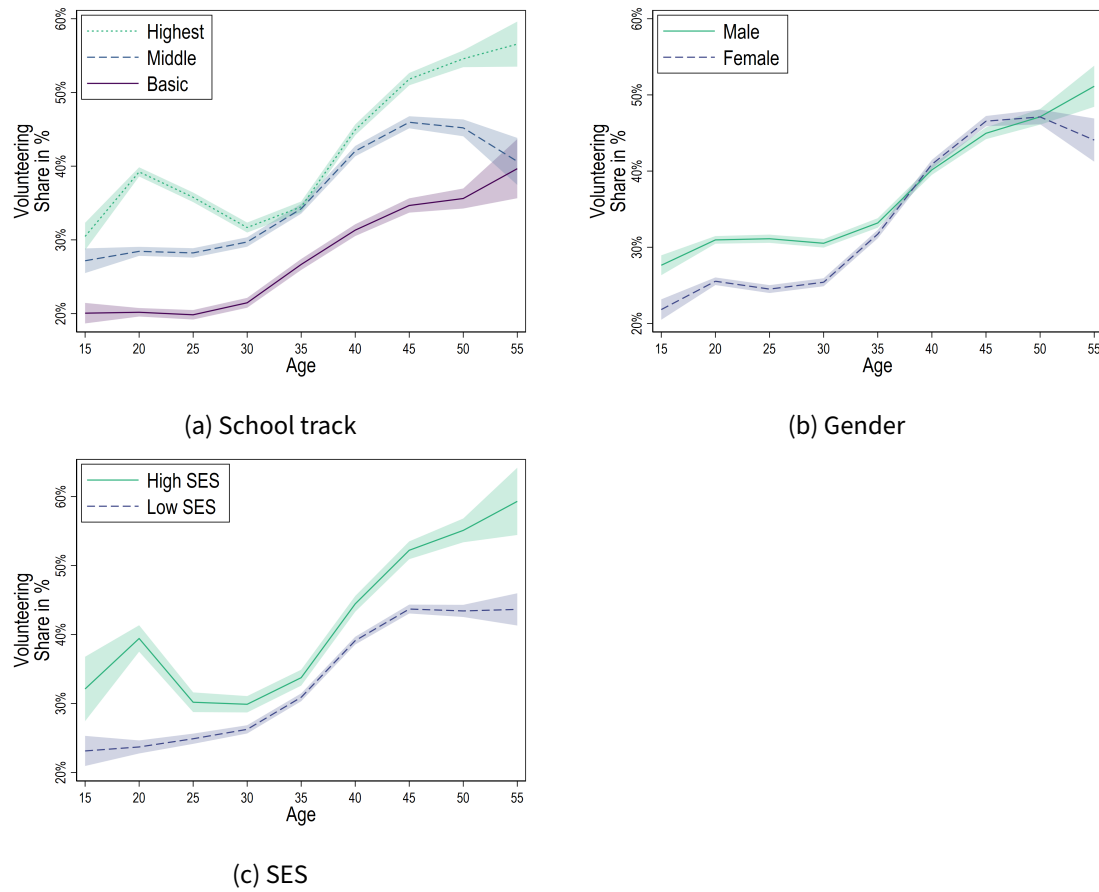 Highest
Middle
Basic
Volunteering
Share in %
60%
50%
40%
30%
20%
15 20 25 30 35 40 45 50 55
Age
(a) School track
Male
Female
Volunteering
Share in %
60%
50%
40%
30%
20%
15 20 25 30 35 40 45 50 55
Age
(b) Gender
High SES
Low SES
Volunteering
Share in %
60%
50%
40%
30%
20%
15 20 25 30 35 40 45 50 55
Age
(c) SES